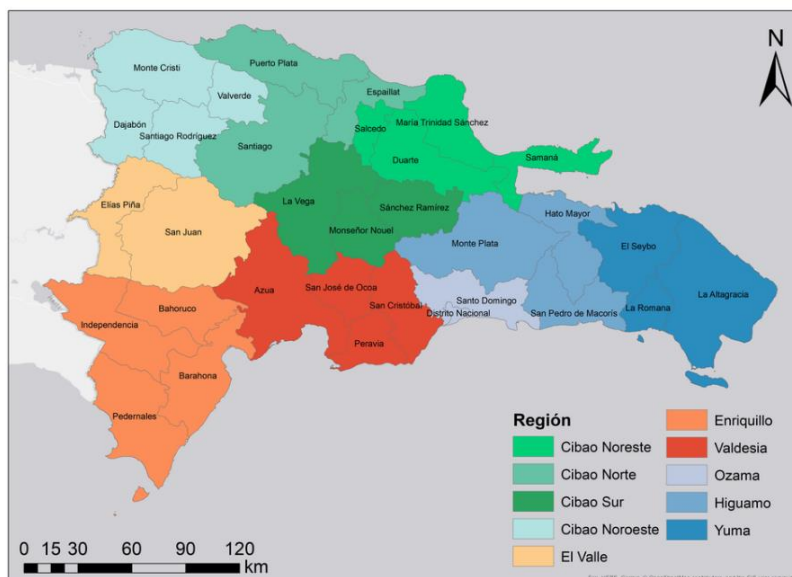 N
Monte Cristi
Puerto Plata
Valverde
Espaillat
Dajabón
Santiago Rodríguez
Santiago
Salcedo
María Trinidad Sánchez
Duarte
Samaná
Elías Piña
San Juan
La Vega
Sánchez Ramírez
Monseñor Nouel
Hato Mayor
Monte Plata
El Seybo
Azua
San José de Ocoa
San Cristóbal
Santo Domingo
Distrito Nacional
San Pedro de Macorís
La Romana
La Altagracia
Bahoruco
Independencia
Peravia
Barahona
Pedernales
Región
Cibao Noreste
Cibao Norte
Cibao Sur
Cibao Noroeste
El Valle
Enriquillo
Valdesia
Ozama
Higuamo
Yuma
0 15 30 60 90 120
km